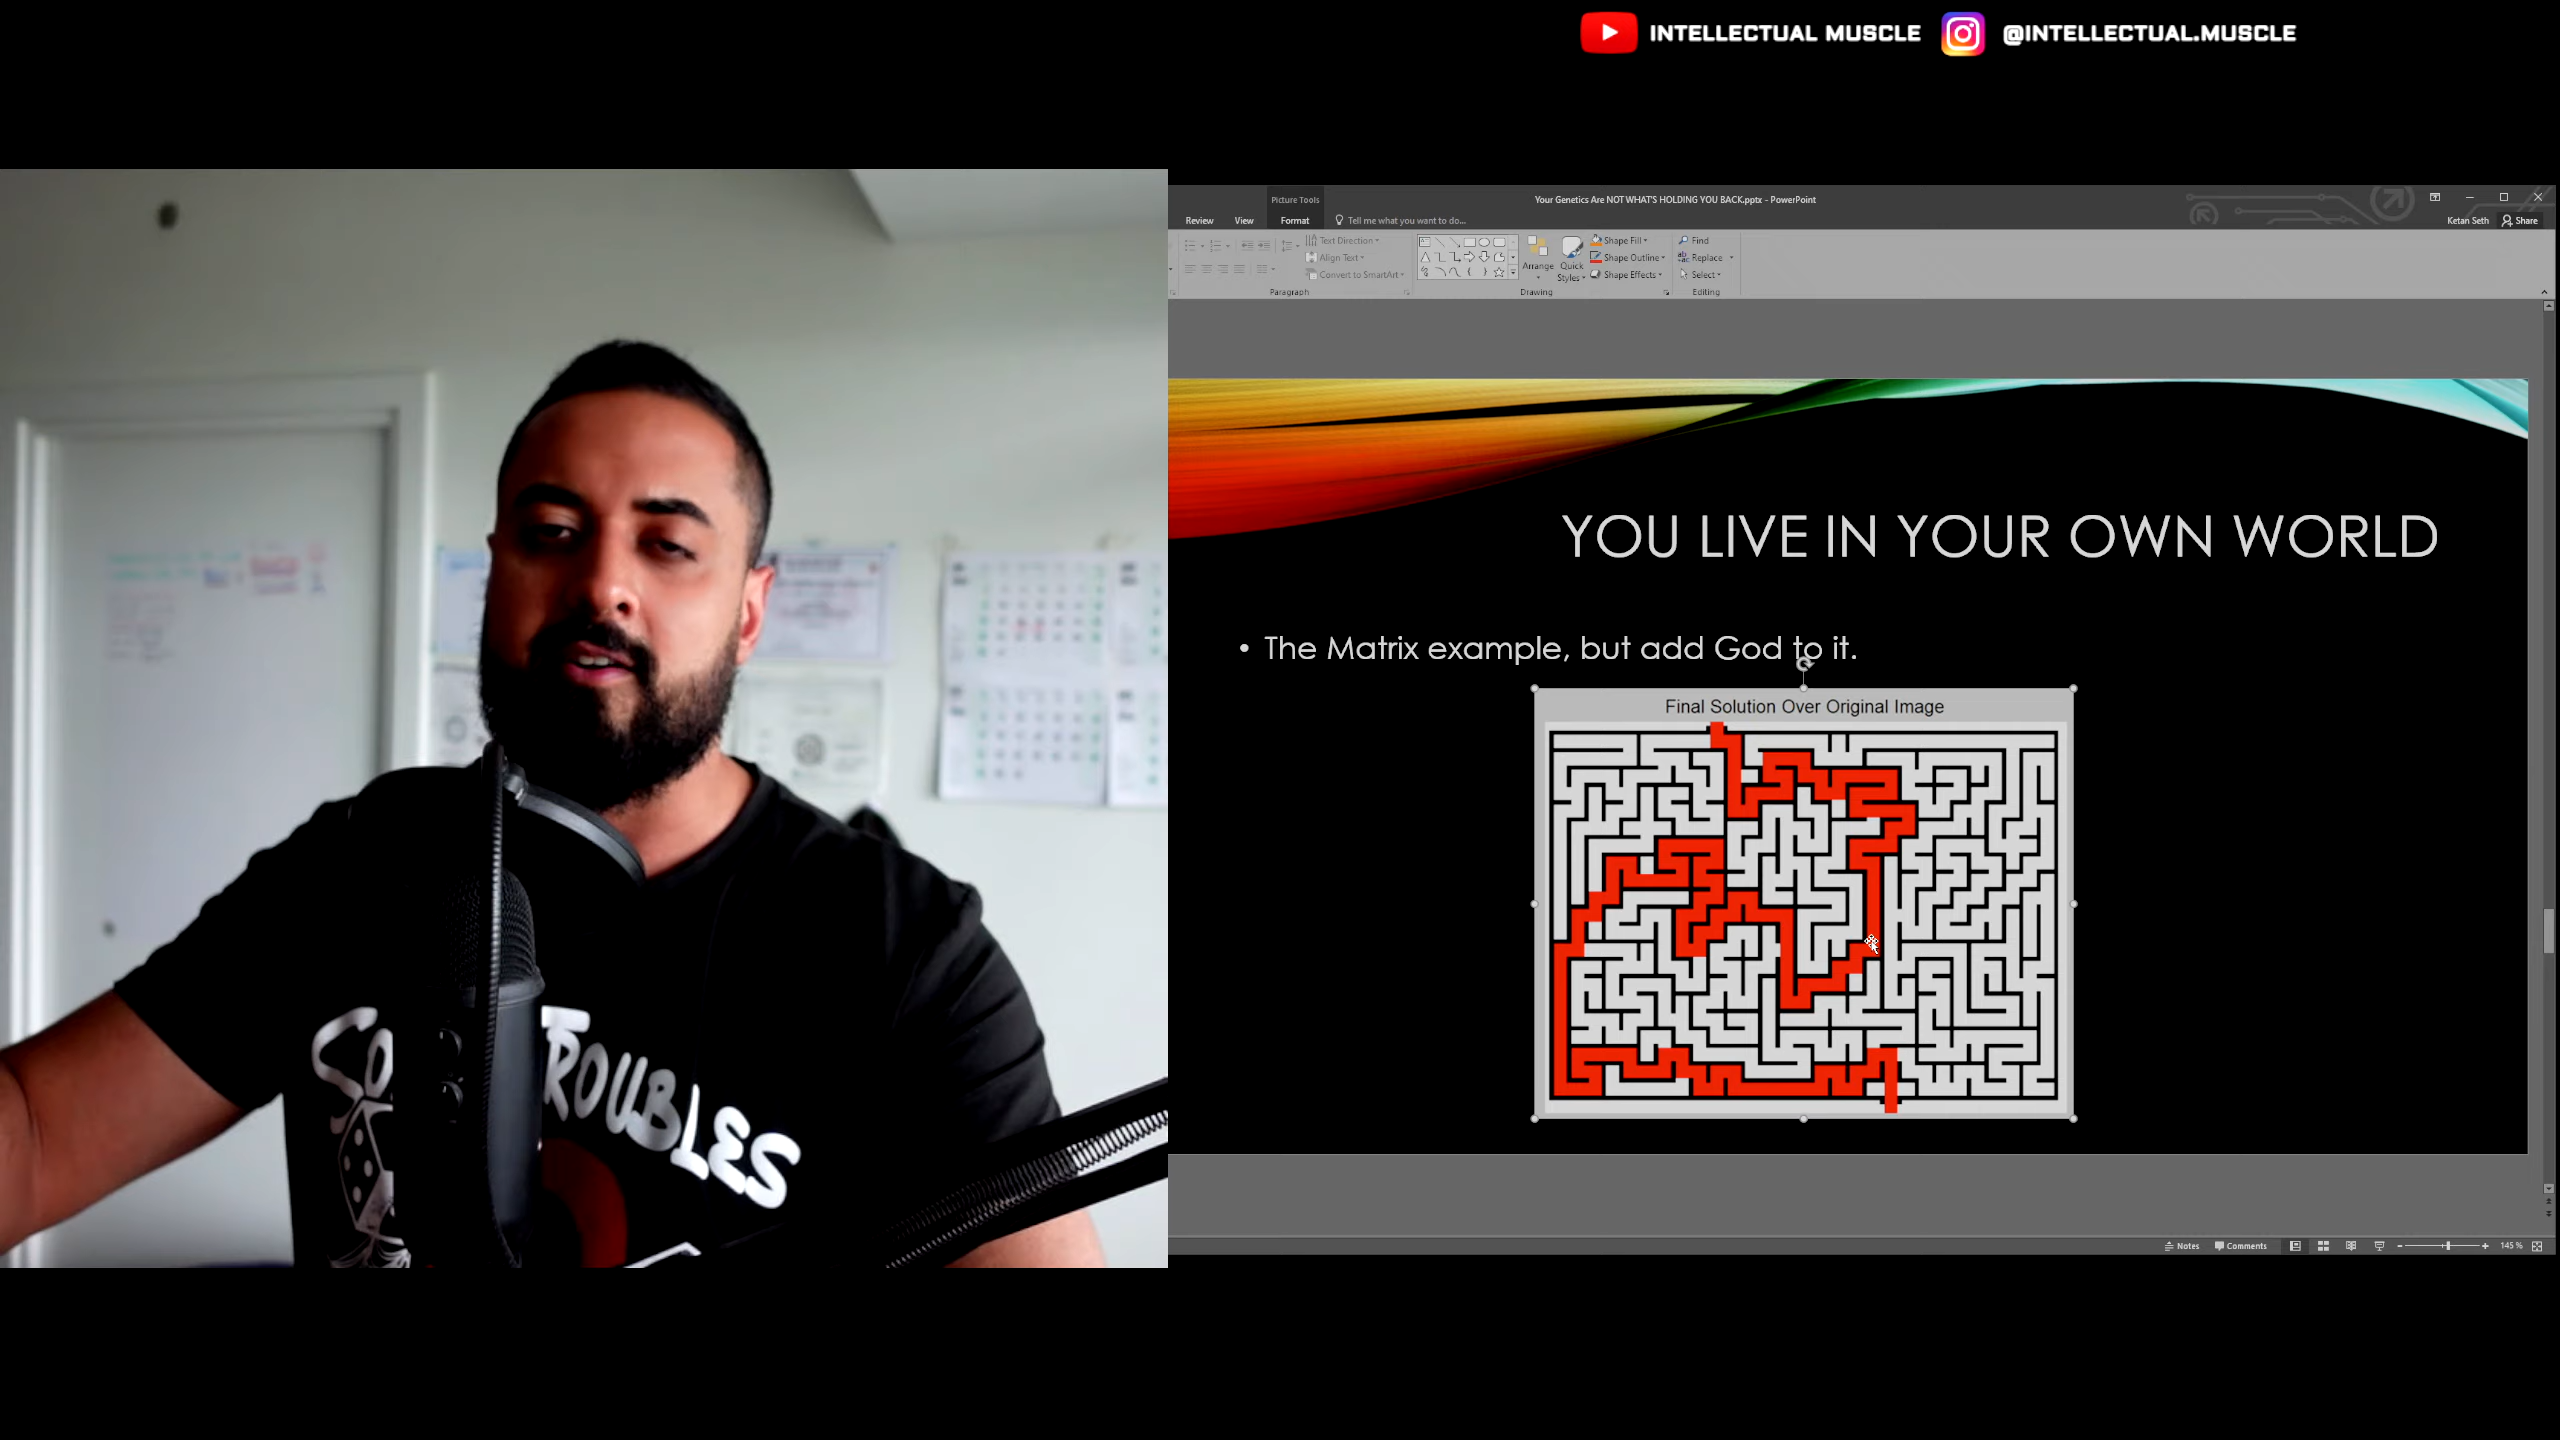 INTELLECTUAL MUSCLE @INTELLECTUAL.MUSCLE
Picture Tools
Your Genetics Are NOT WHAT'S HOLDING YOU BACK.pptx - PowerPoint
Review View Format Tell me what you want to do...
Ketan Seth Share
Text Direction
Align Text
Convert to SmartArt
Paragraph
Arrange
Quick Styles
Shape Fill
Shape Outline
Shape Effects
Drawing
Find
Replace
Select
Editing
YOU LIVE IN YOUR OWN WORLD
• The Matrix example, but add God to it.
Final Solution Over Original Image
TROUBLES
Notes Comments 145 %